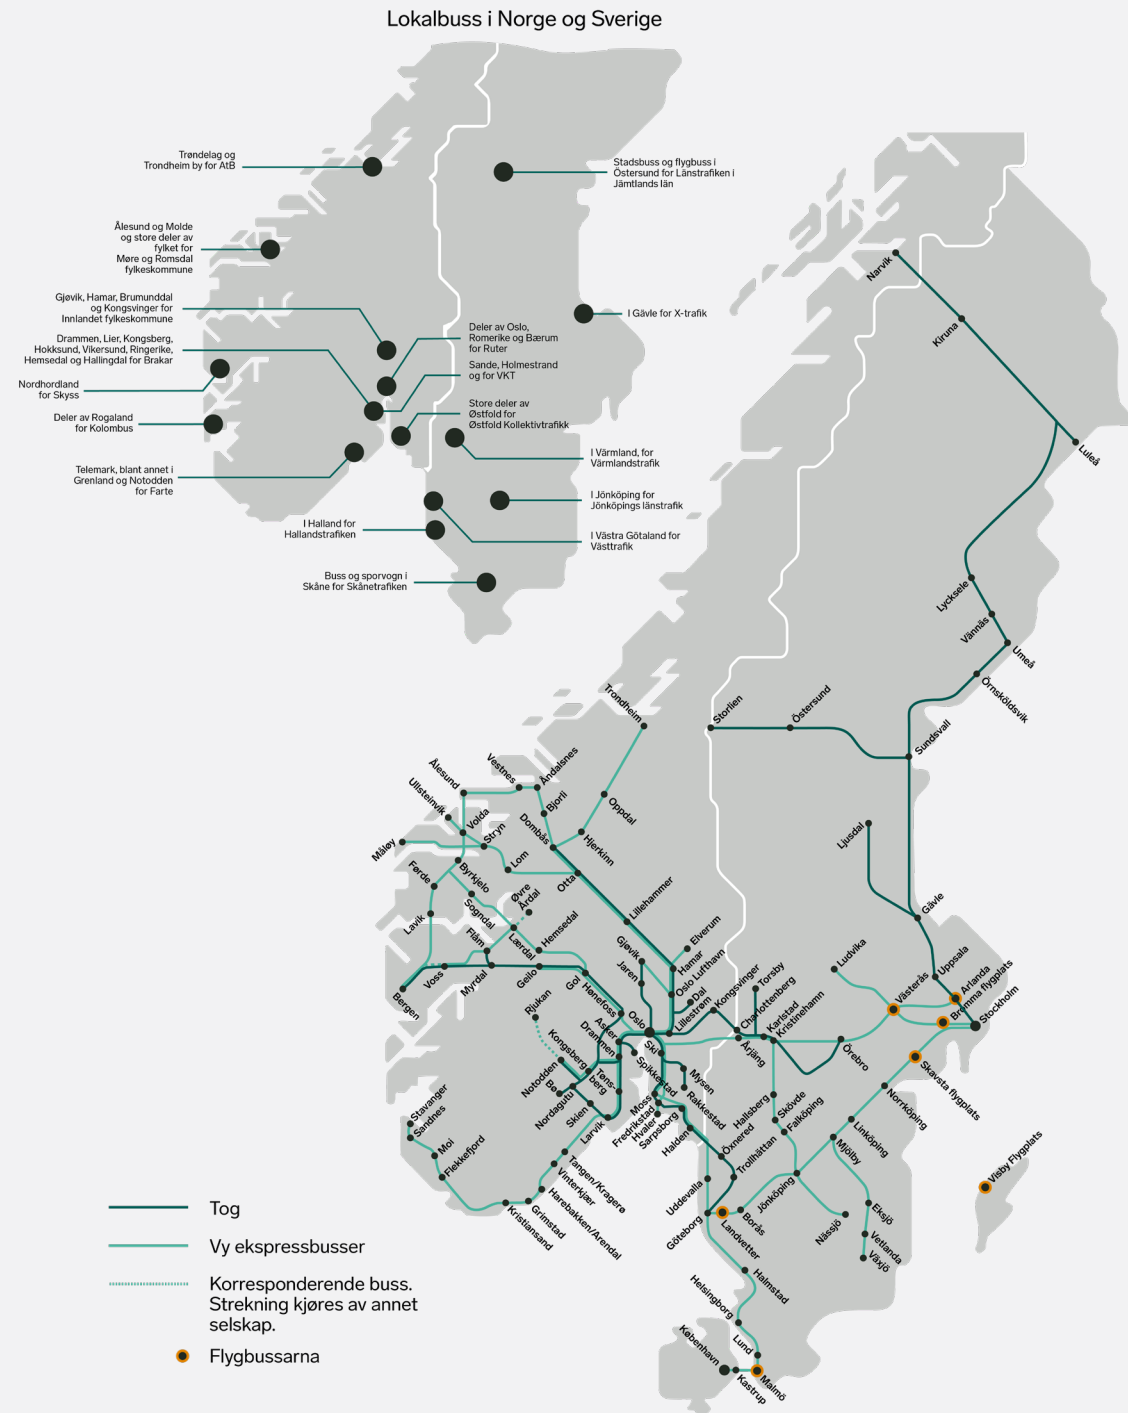 Lokalbuss i Norge og Sverige
Trøndelag og
Trondheim by for AtB
Stadsbuss og flygbuss i
Östersund for Länstrafiken i
Jämtlands län
Ålesund og Molde
og store deler av
fylket for
Møre og Romsdal
fylkeskommune
Gjøvik, Hamar, Brumunddal
og Kongsvinger for
Innlandet fylkeskommune
I Gävle for X-trafik
Deler av Oslo,
Romerike og Bærum
for Ruter
Drammen, Lier, Kongsberg,
Hokksund, Vikersund, Ringerike,
Hemsedal og Hallingdal for Brakar
Sande, Holmestrand
og for VKT
Nordhordland
for Skyss
Store deler av
Østfold for
Østfold Kollektivtrafikk
Deler av Rogaland
for Kolombus
I Värmland, for
Värmlandstrafik
Telemark, blant annet i
Grenland og Notodden
for Farte
I Jönköping for
Jönköpings länstrafik
I Halland for
Hallandstrafiken
I Västra Götaland for
Västtrafik
Buss og sporvogn i
Skåne for Skånetrafiken
Narvik
Kiruna
Luleå
Lycksele
Vännäs
Umeå
Örnsköldsvik
Sundsvall
Storlien
Östersund
Trondheim
Ljusdal
Gävle
Uppsala
Arlanda
Bromma flygplats
Stockholm
Västerås
Ludvika
Skavsta flygplats
Norrköping
Linköping
Mjölby
Visby Flygplats
Eksjö
Vetlanda
Växjö
Nässjö
Jönköping
Örebro
Ålesund
Vestnes
Åndalsnes
Ullsteinvik
Volda
Bjorli
Oppdal
Måløy
Stryn
Dombås
Hjerkinn
Lom
Otta
Førde
Byrkjelo
Øvre
Årdal
Lillehammer
Sogndal
Lavik
Flåm
Lærdal
Hemsedal
Gjøvik
Elverum
Hamar
Jaren
Oslo Lufthavn
Voss
Myrdal
Geilo
Gol
Hønefoss
Bergen
Dal
Kongsvinger
Torsby
Lillestrøm
Charlottenberg
Karlstad
Kristinehamn
Årjäng
Rjukan
Asker
Oslo
Drammen
Ski
Kongsberg
Notodden
Bø
Tøns-
berg
Spikkestad
Mysen
Nordagutu
Skien
Moss
Rakkestad
Fredrikstad
Hvaler
Sarpsborg
Halden
Larvik
Hallsberg
Skövde
Falköping
Öxnered
Trollhättan
Uddevalla
Göteborg
Borås
Landvetter
Stavanger
Sandnes
Moi
Flekkefjord
Tangen/Kragerø
Vinterkjær
Harebakken/Arendal
Grimstad
Kristiansand
Halmstad
Helsingborg
Lund
København
Kastrup
Malmö
Tog
Vy ekspressbusser
Korresponderende buss.
Strekning kjøres av annet
selskap.
Flygbussarna